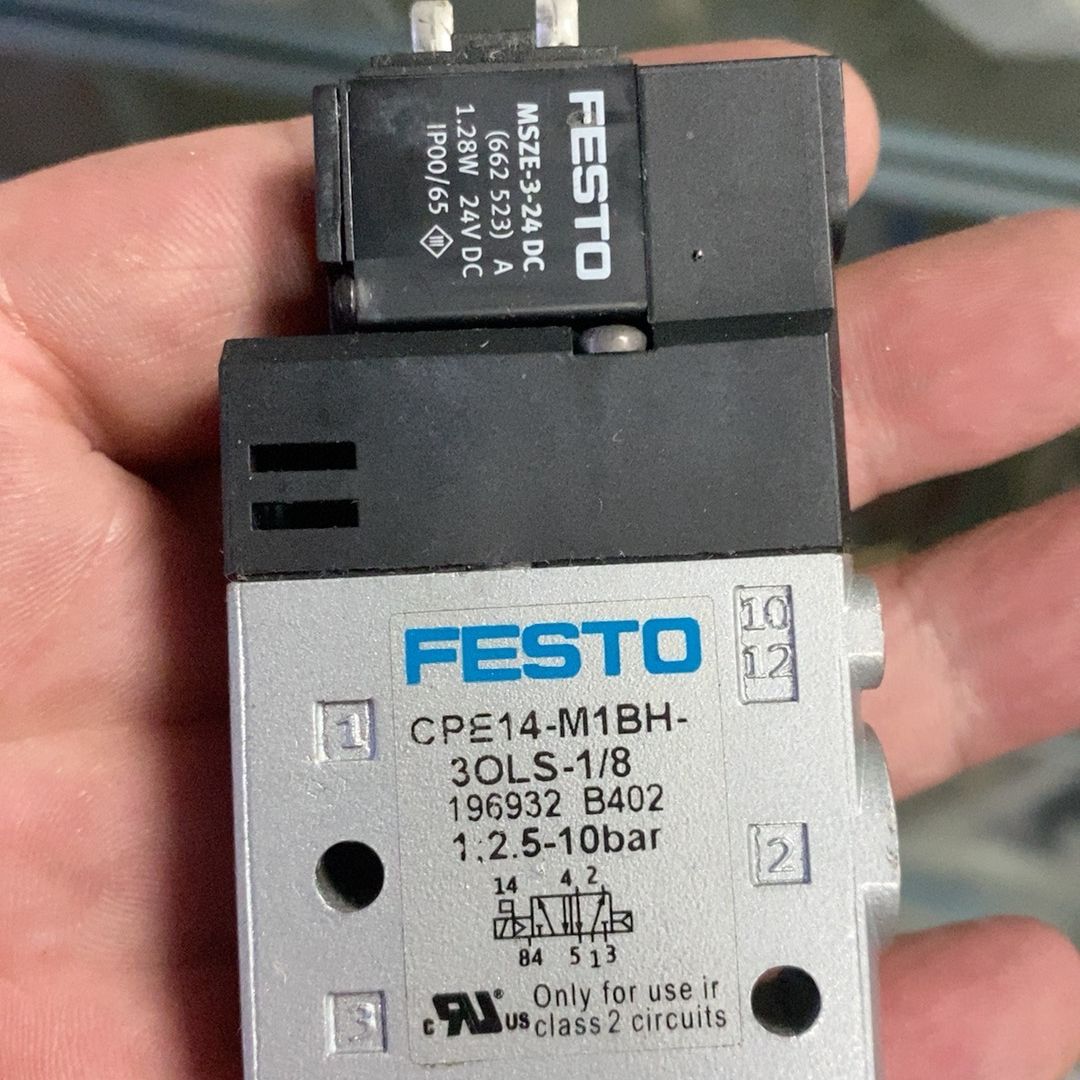 FESTO
MSZE-3-24 DC
(662 523) A
1.28W 24V DC
IP00/65
FESTO
10
12
1
CPE14-M1BH-
3OLS-1/8
196932 B402
1:2.5-10bar
2
14 4 2
84 5 1 3
3
c RU® US
Only for use in
class 2 circuits